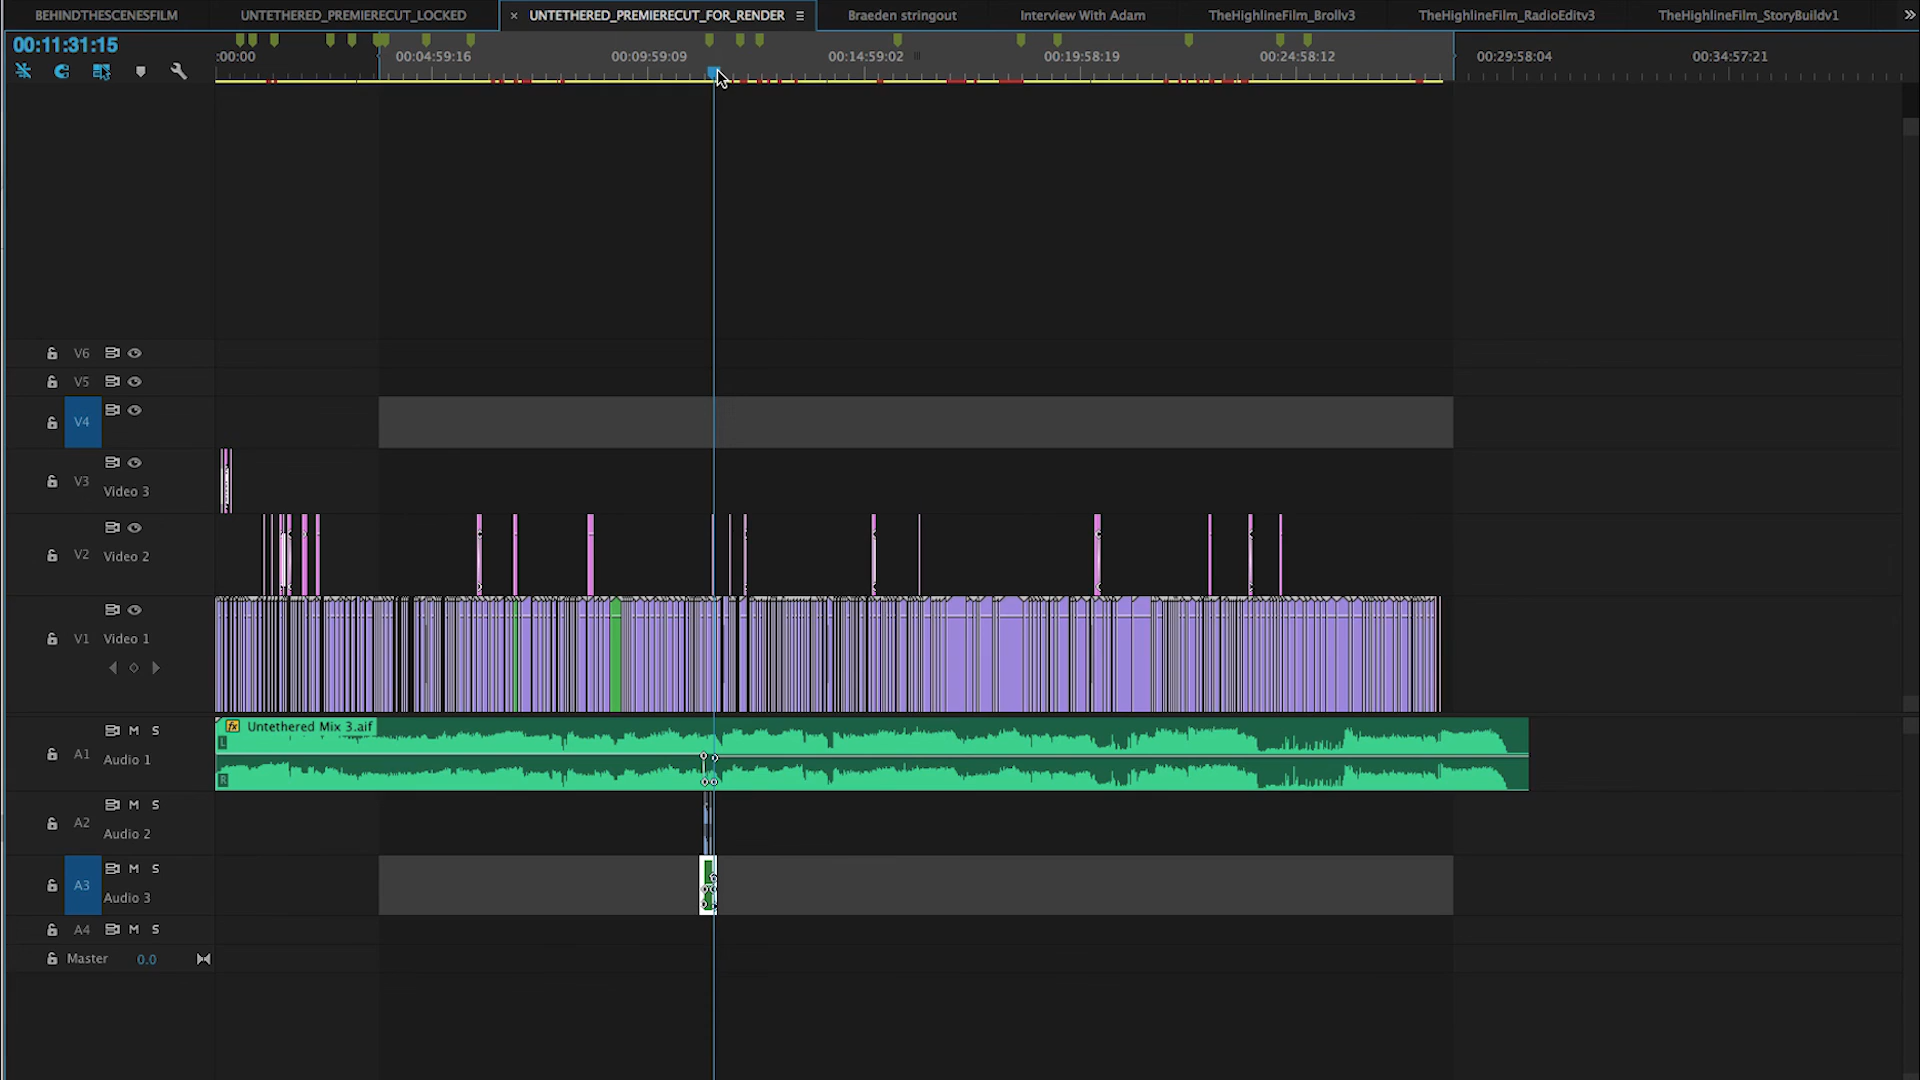 BEHINDTHESCENESFILM UNTETHERED_PREMIERECUT_LOCKED × UNTETHERED_PREMIERECUT_FOR_RENDER ≡ Braeden stringout Interview With Adam TheHighlineFilm_Brollv3 TheHighlineFilm_RadioEditv3 TheHighlineFilm_StoryBuildv1 »
00:11:31:15
:00:00 00:04:59:16 00:09:59:09 00:14:59:02 00:19:58:19 00:24:58:12 00:29:58:04 00:34:57:21
V6
V5
V4
V3 Video 3
V2 Video 2
V1 Video 1
fx Untethered Mix 3.aif
M S
A1 Audio 1
L
R
M S
A2 Audio 2
M S
A3 Audio 3
A4 M S
Master 0.0